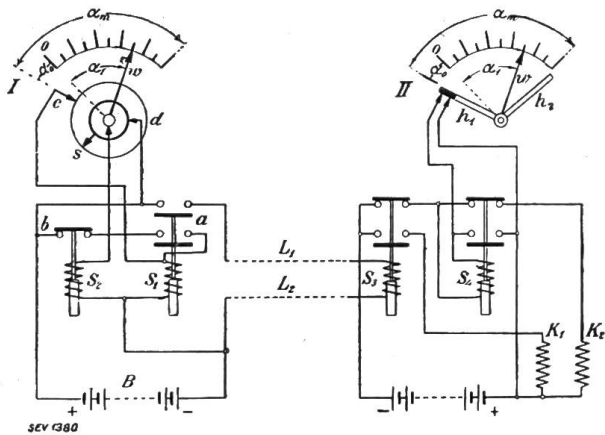 αm αm
0 0
α₀ α₁ w α₀ α₁ w
I c II h₁ h₂
s d
b a
S₂ S₁ L₁ S₃ S₄
L₂
K₁ K₂
B
+ - - +
SEV 1380